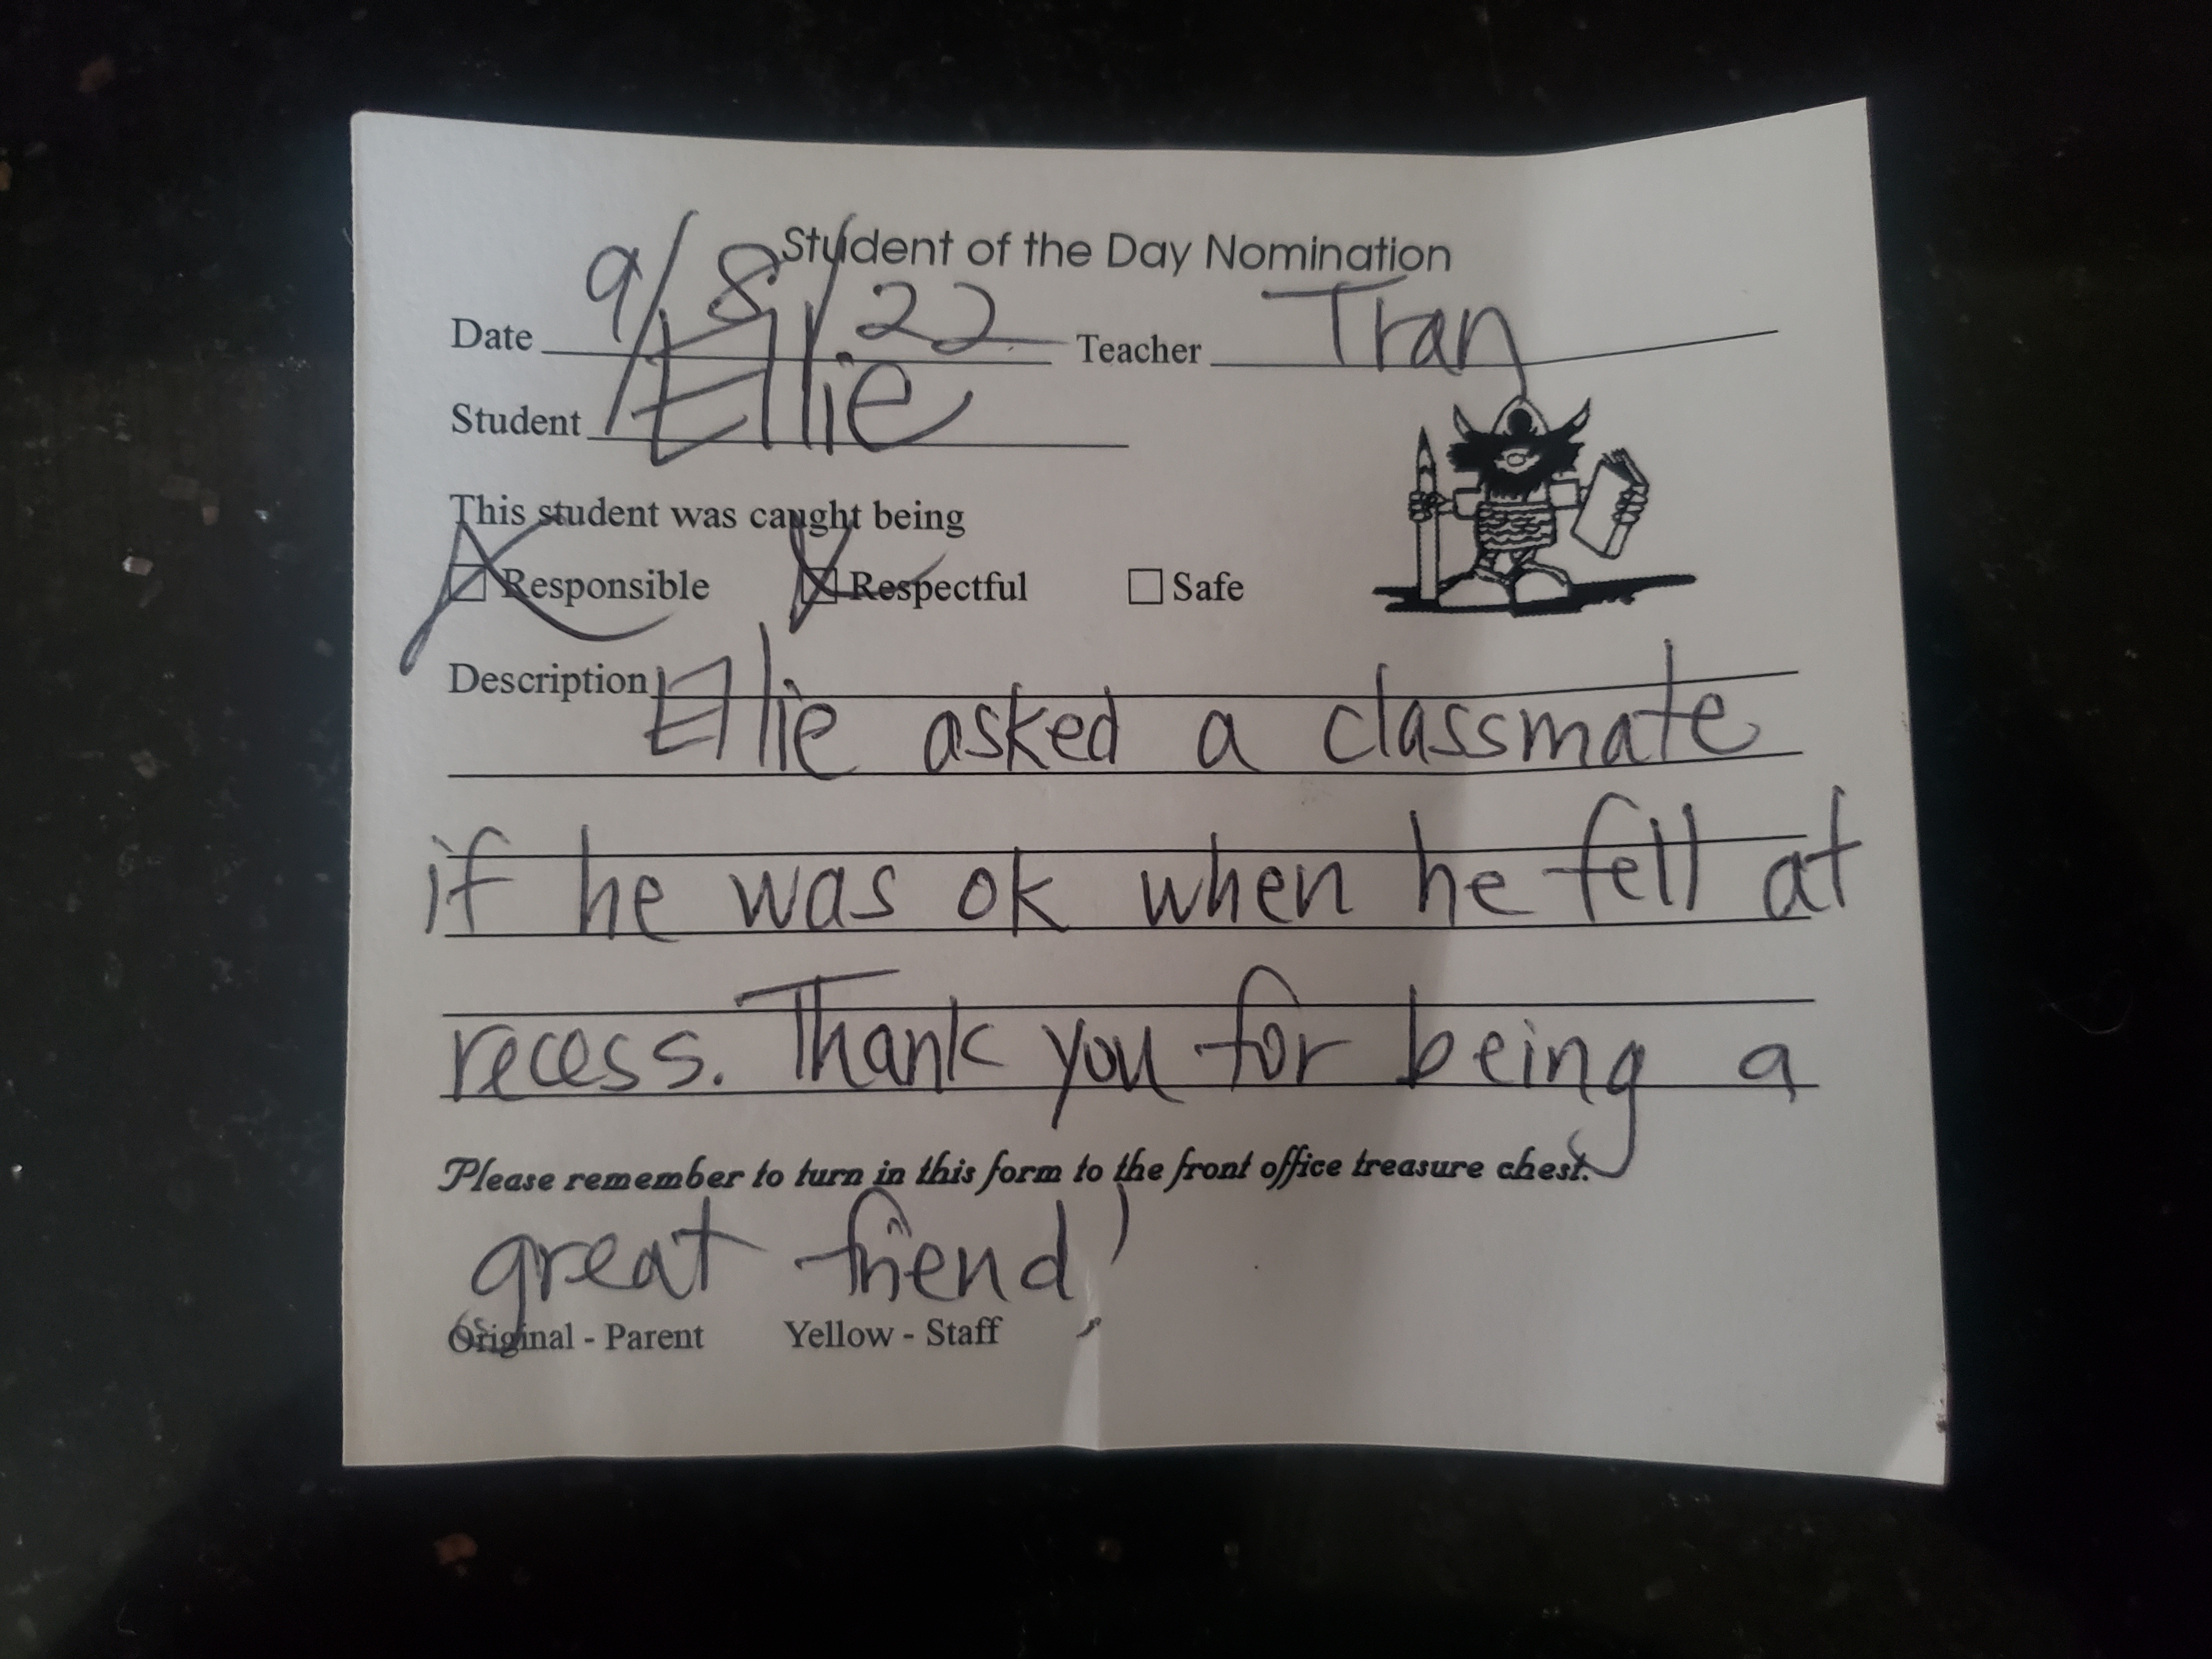 Student of the Day Nomination
Date 9/8/22 Teacher Tran
Student Ellie
This student was caught being
Responsible Respectful Safe
Description Ellie asked a classmate
if he was ok when he fell at
recess. Thank you for being a
Please remember to turn in this form to the front office treasure chest.
great friend!
Original - Parent Yellow - Staff